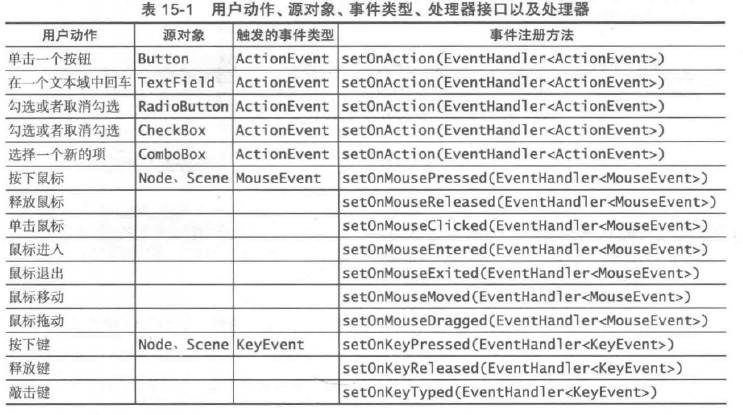 表 15-1 用户动作、源对象、事件类型、处理器接口以及处理器
用户动作 源对象 触发的事件类型 事件注册方法
单击一个按钮 Button ActionEvent setOnAction(EventHandler<ActionEvent>)
在一个文本域中回车 TextField ActionEvent setOnAction(EventHandler<ActionEvent>)
勾选或者取消勾选 RadioButton ActionEvent setOnAction(EventHandler<ActionEvent>)
勾选或者取消勾选 CheckBox ActionEvent setOnAction(EventHandler<ActionEvent>)
选择一个新的项 ComboBox ActionEvent setOnAction(EventHandler<ActionEvent>)
按下鼠标 Node、Scene MouseEvent setOnMousePressed(EventHandler<MouseEvent>)
释放鼠标 setOnMouseReleased(EventHandler<MouseEvent>)
单击鼠标 setOnMouseClicked(EventHandler<MouseEvent>)
鼠标进入 setOnMouseEntered(EventHandler<MouseEvent>)
鼠标退出 setOnMouseExited(EventHandler<MouseEvent>)
鼠标移动 setOnMouseMoved(EventHandler<MouseEvent>)
鼠标拖动 setOnMouseDragged(EventHandler<MouseEvent>)
按下键 Node、Scene KeyEvent setOnKeyPressed(EventHandler<KeyEvent>)
释放键 setOnKeyReleased(EventHandler<KeyEvent>)
敲击键 setOnKeyTyped(EventHandler<KeyEvent>)